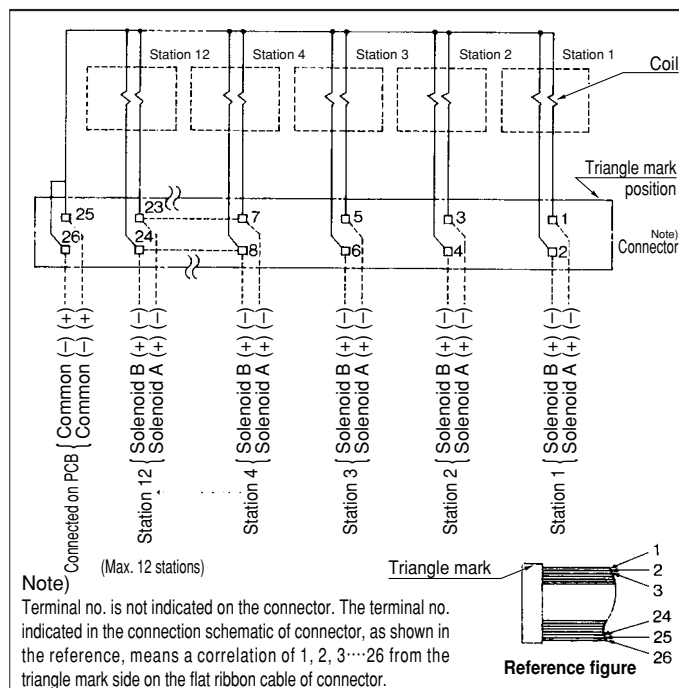 Station 12 Station 4 Station 3 Station 2 Station 1
Coil
Triangle mark
position
25 23 7 5 3 1
Note)
Connector
26 24 8 6 4 2
Connected on PCB
Common (−) (+)
Common (−) (+)
Station 12
Solenoid B (+) (−)
Solenoid A (+) (−)
Station 4
Solenoid B (+) (−)
Solenoid A (+) (−)
Station 3
Solenoid B (+) (−)
Solenoid A (+) (−)
Station 2
Solenoid B (+) (−)
Solenoid A (+) (−)
Station 1
Solenoid B (+) (−)
Solenoid A (+) (−)
(Max. 12 stations)
Note)
Terminal no. is not indicated on the connector. The terminal no.
indicated in the connection schematic of connector, as shown in
the reference, means a correlation of 1, 2, 3····26 from the
triangle mark side on the flat ribbon cable of connector.
Triangle mark
1
2
3
24
25
26
Reference figure